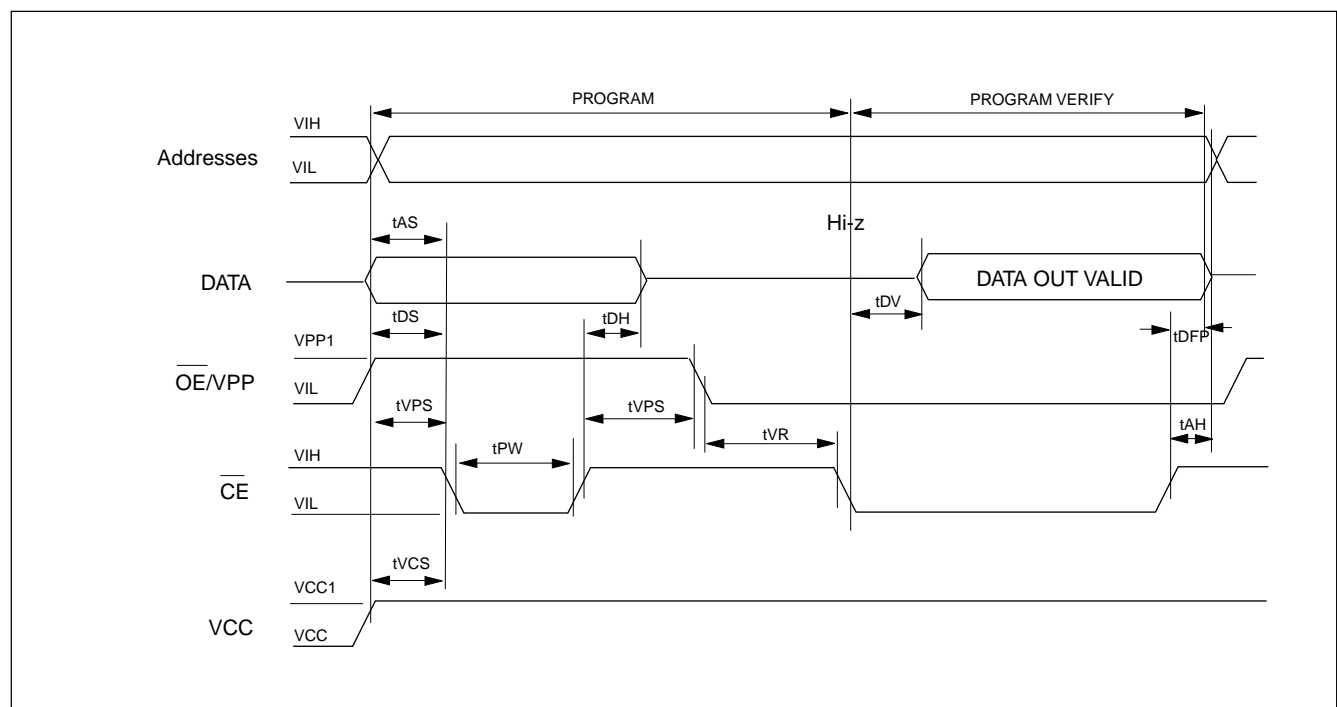 PROGRAM
PROGRAM VERIFY
VIH
Addresses
VIL
tAS
Hi-z
DATA
DATA OUT VALID
tDS
tDH
tDV
tDFP
VPP1
OE/VPP
VIL
tVPS
tVPS
tVR
tAH
VIH
tPW
CE
VIL
tVCS
VCC1
VCC
VCC